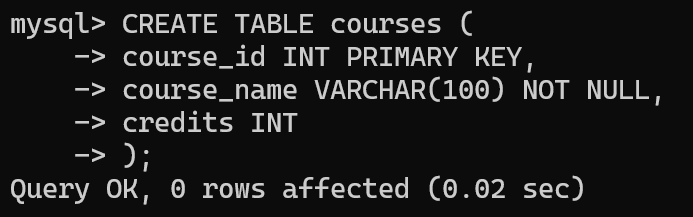 mysql> CREATE TABLE courses (
    -> course_id INT PRIMARY KEY,
    -> course_name VARCHAR(100) NOT NULL,
    -> credits INT
    -> );
Query OK, 0 rows affected (0.02 sec)